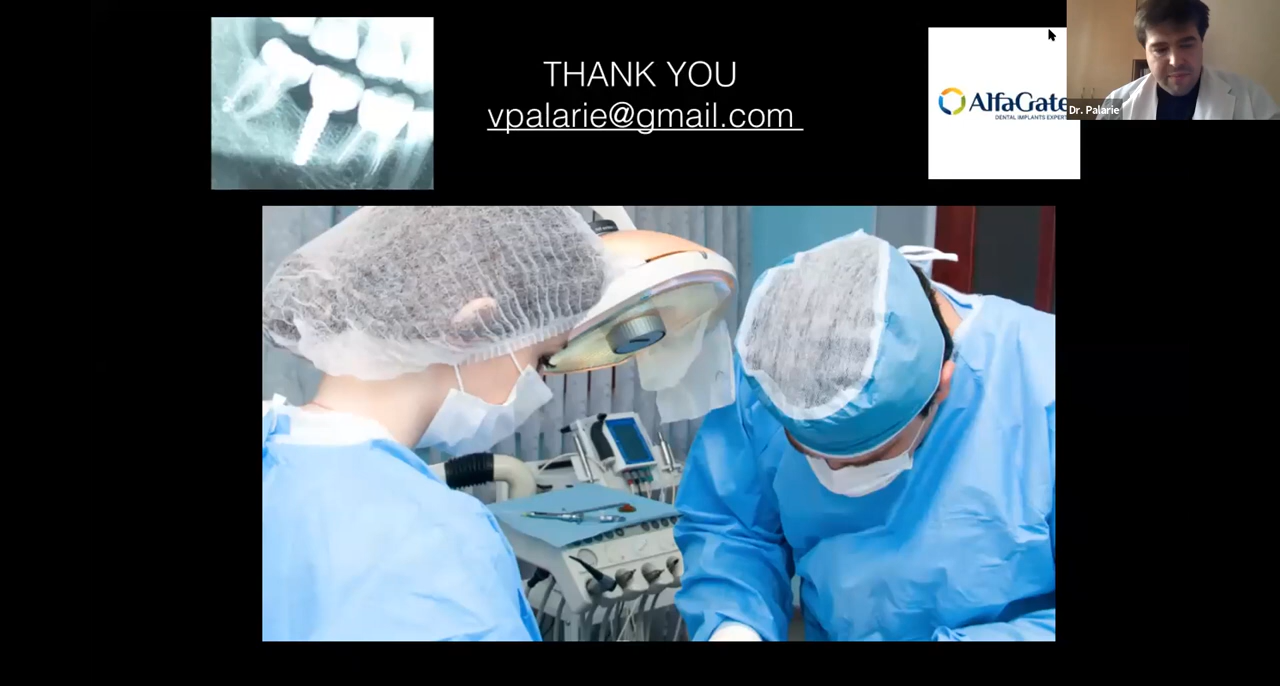 THANK YOU
vpalarie@gmail.com
AlfaGate
DENTAL IMPLANTS EXPERT
Dr. Palarie